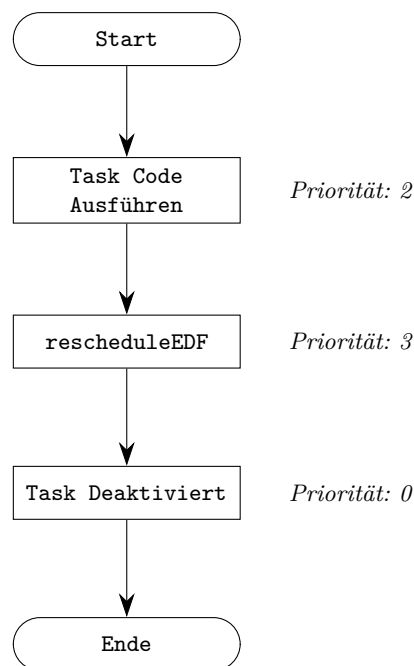 Start
Task Code
Ausführen
Priorität: 2
rescheduleEDF
Priorität: 3
Task Deaktiviert
Priorität: 0
Ende